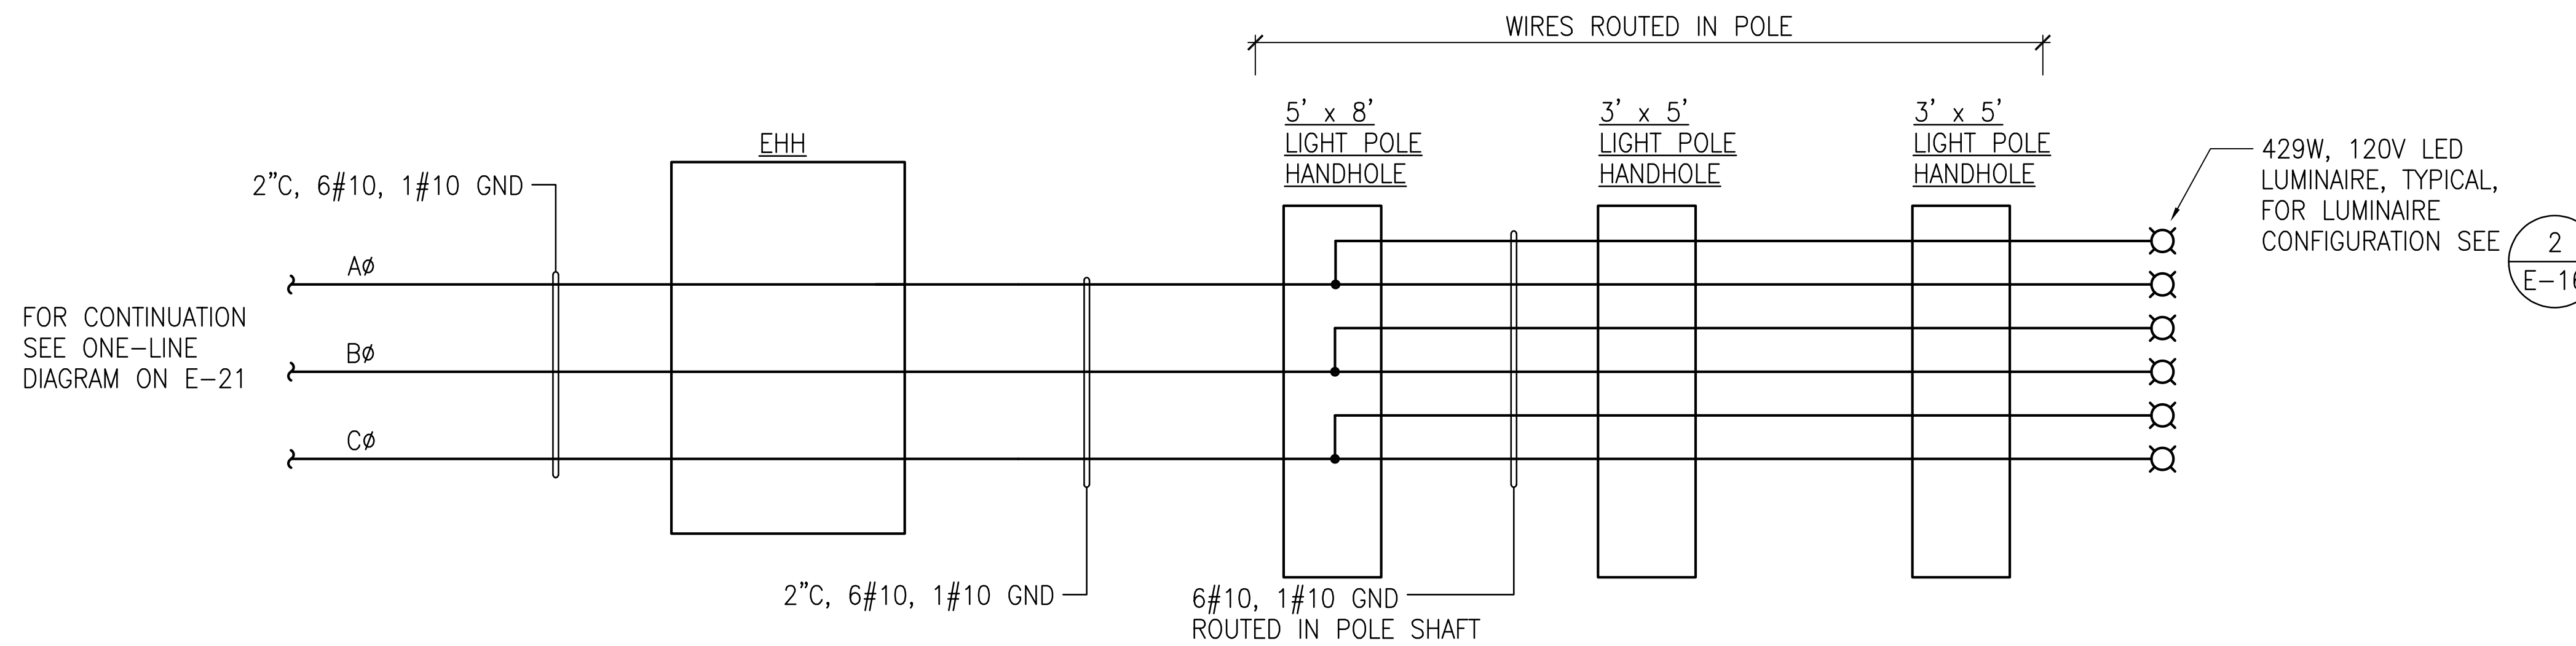 WIRES ROUTED IN POLE
5' x 8'
LIGHT POLE
HANDHOLE
3' x 5'
LIGHT POLE
HANDHOLE
3' x 5'
LIGHT POLE
HANDHOLE
EHH
429W, 120V LED
LUMINAIRE, TYPICAL,
FOR LUMINAIRE
CONFIGURATION SEE
2
2"C, 6#10, 1#10 GND
AØ
BØ
CØ
FOR CONTINUATION
SEE ONE-LINE
DIAGRAM ON E-21
2"C, 6#10, 1#10 GND
6#10, 1#10 GND
ROUTED IN POLE SHAFT